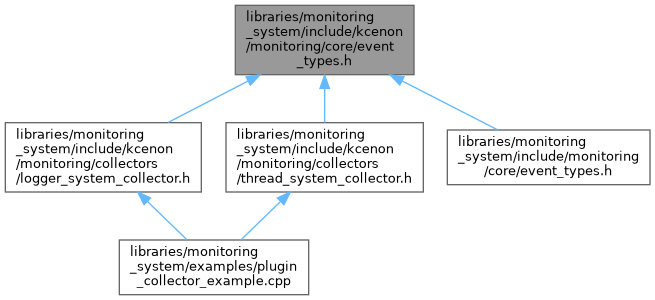 libraries/monitoring
_system/include/kcenon
/monitoring/core/event
_types.h
libraries/monitoring
_system/include/kcenon
/monitoring/collectors
/logger_system_collector.h
libraries/monitoring
_system/include/kcenon
/monitoring/collectors
/thread_system_collector.h
libraries/monitoring
_system/include/monitoring
/core/event_types.h
libraries/monitoring
_system/examples/plugin
_collector_example.cpp